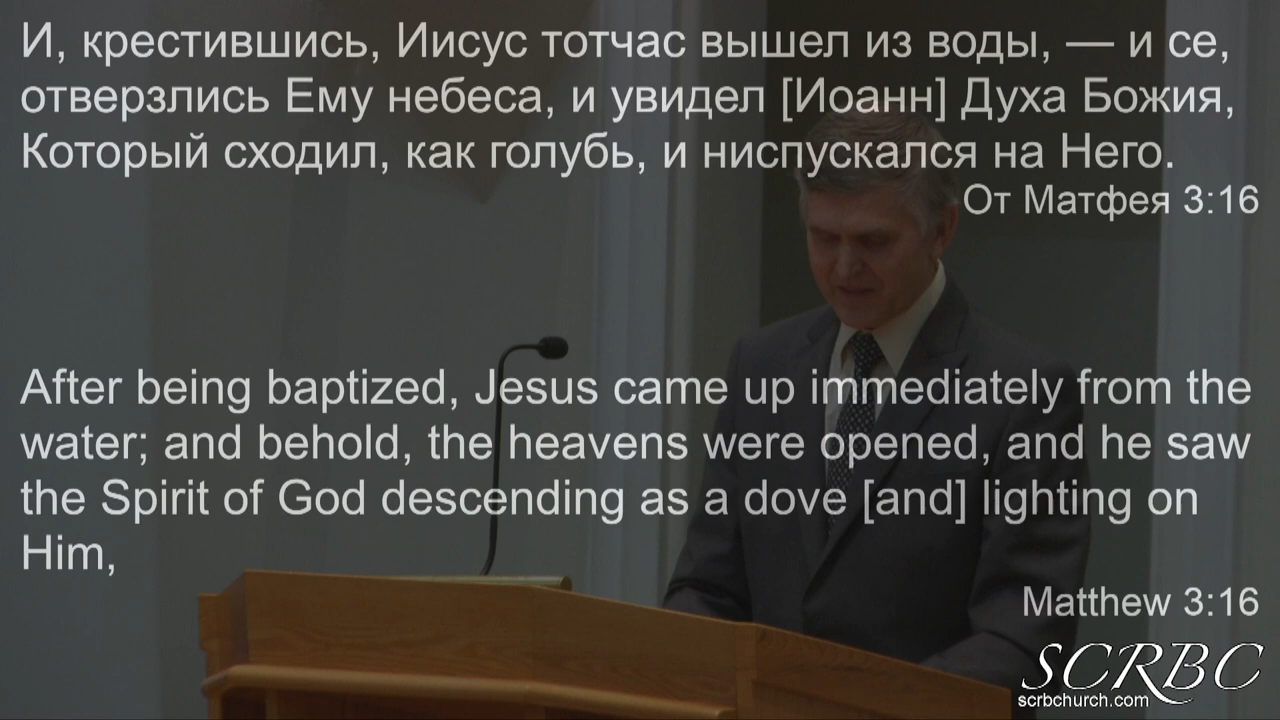 И, крестившись, Иисус тотчас вышел из воды, — и се,
отверзлись Ему небеса, и увидел [Иоанн] Духа Божия,
Который сходил, как голубь, и ниспускался на Него.
От Матфея 3:16
After being baptized, Jesus came up immediately from the
water; and behold, the heavens were opened, and he saw
the Spirit of God descending as a dove [and] lighting on
Him,
Matthew 3:16
SCRBC
scrbchurch.com